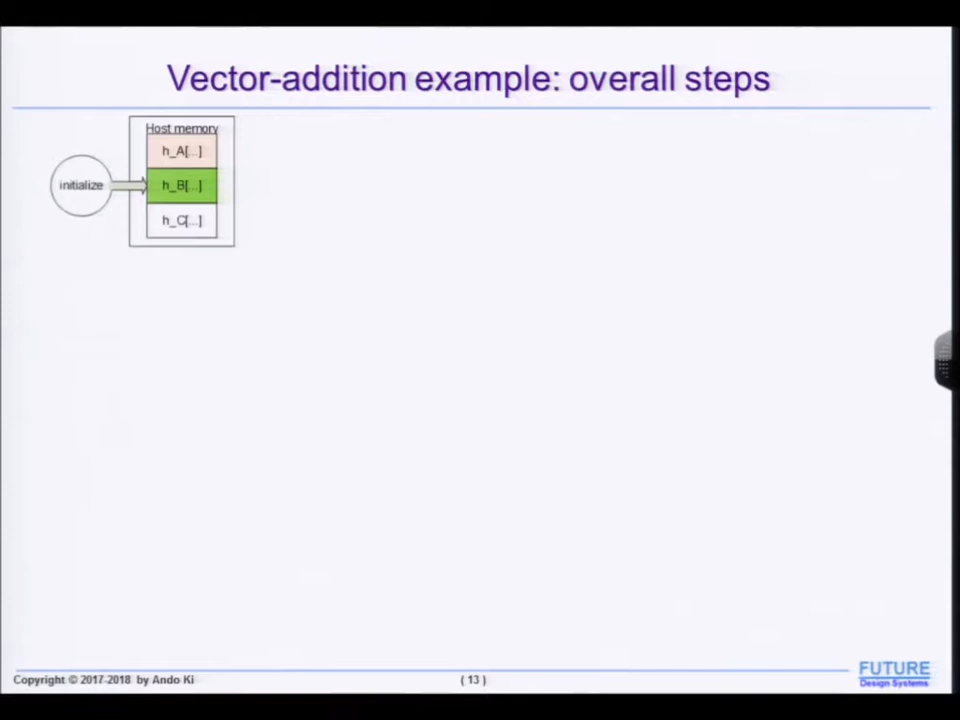 Vector-addition example: overall steps
Host memory
h_A[...]
initialize
h_B[...]
h_C[...]
Copyright © 2017-2018 by Ando Ki
( 13 )
FUTURE
Design Systems